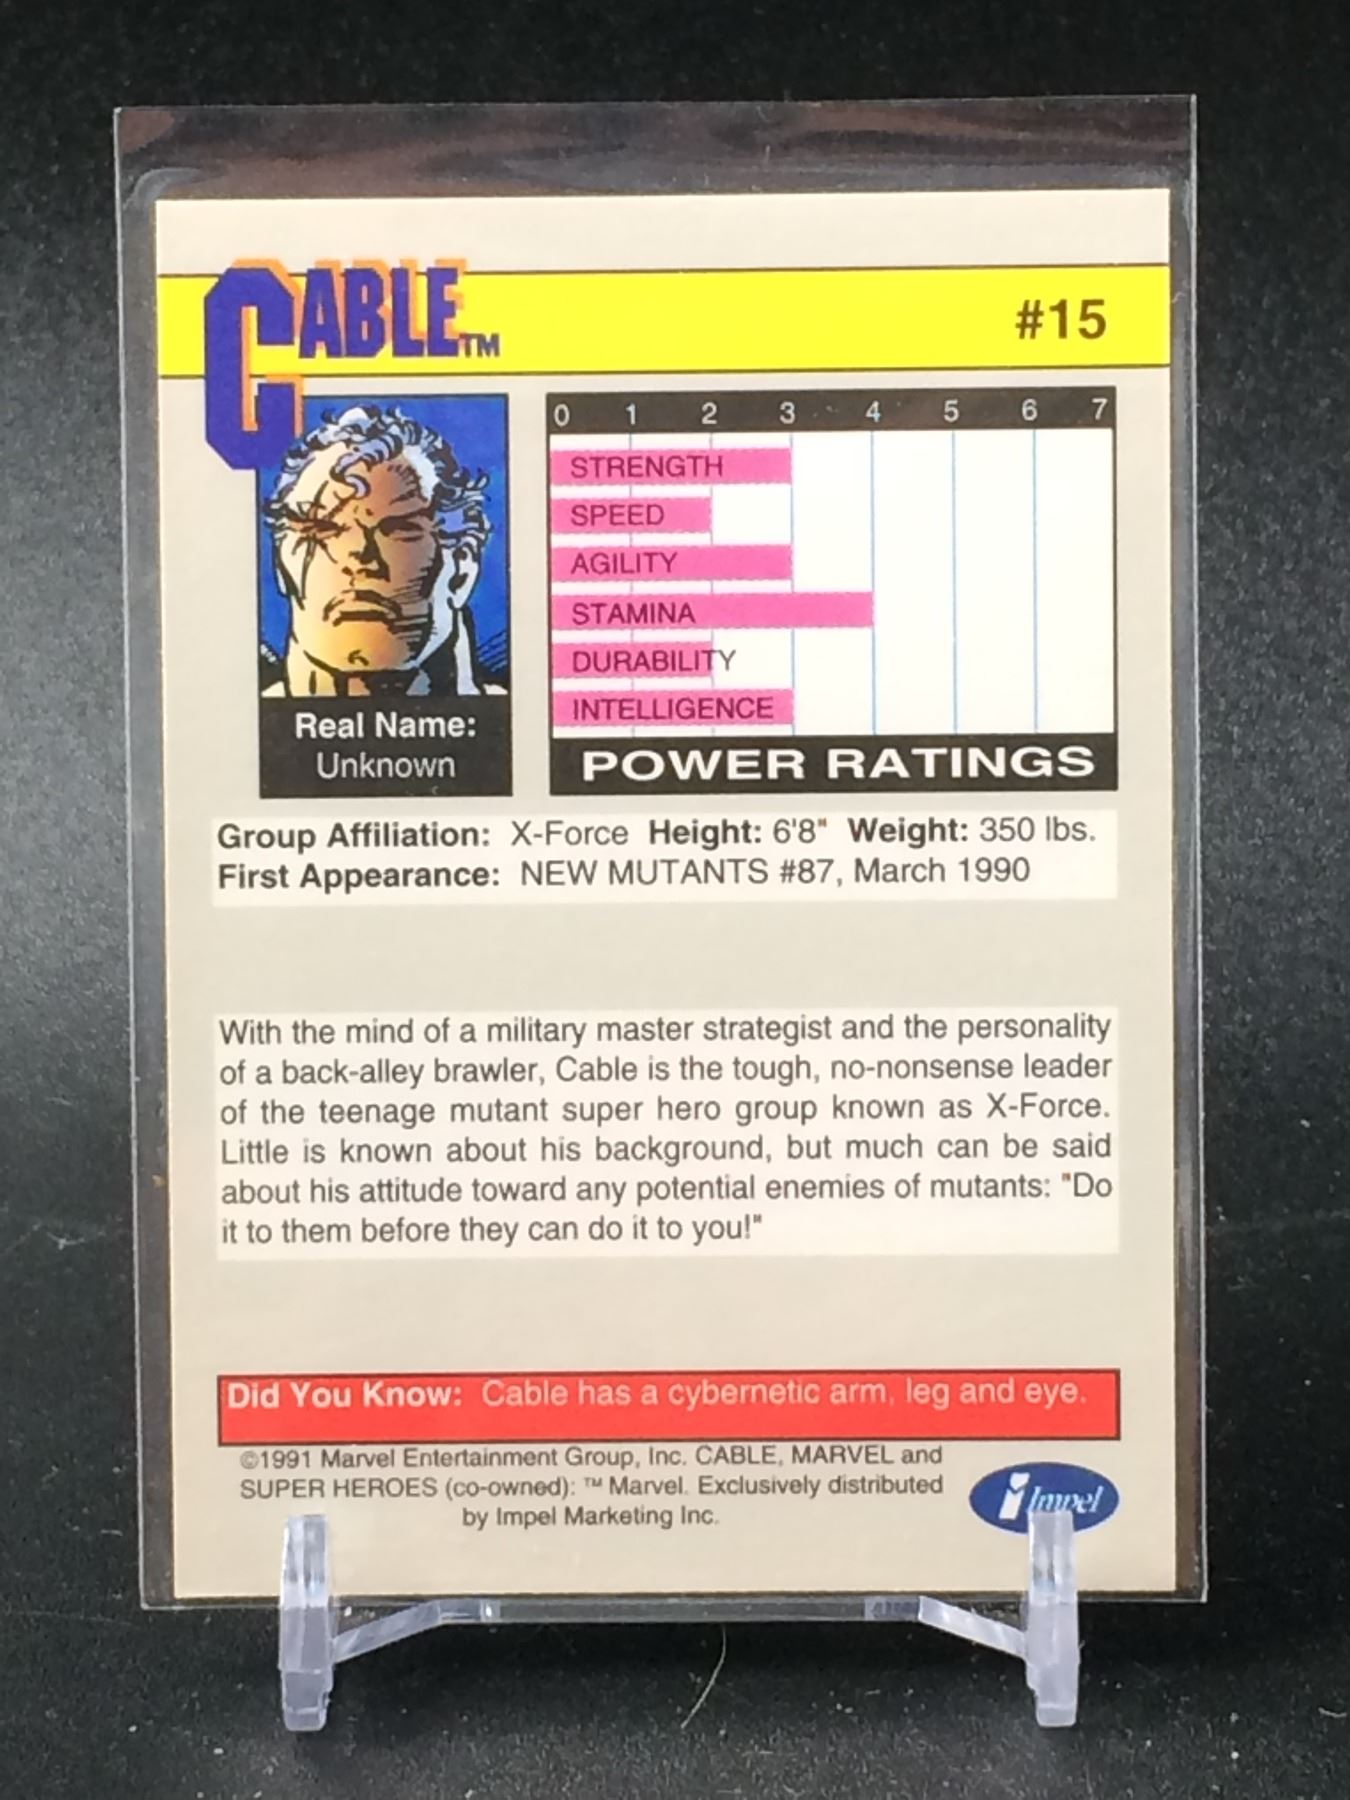 CABLE™
#15
0 1 2 3 4 5 6 7
STRENGTH
SPEED
AGILITY
STAMINA
DURABILITY
INTELLIGENCE
POWER RATINGS
Real Name:
Unknown
Group Affiliation: X-Force Height: 6'8" Weight: 350 lbs.
First Appearance: NEW MUTANTS #87, March 1990
With the mind of a military master strategist and the personality
of a back-alley brawler, Cable is the tough, no-nonsense leader
of the teenage mutant super hero group known as X-Force.
Little is known about his background, but much can be said
about his attitude toward any potential enemies of mutants: "Do
it to them before they can do it to you!"
Did You Know: Cable has a cybernetic arm, leg and eye.
©1991 Marvel Entertainment Group, Inc. CABLE, MARVEL and
SUPER HEROES (co-owned): ™ Marvel. Exclusively distributed
by Impel Marketing Inc.
Impel